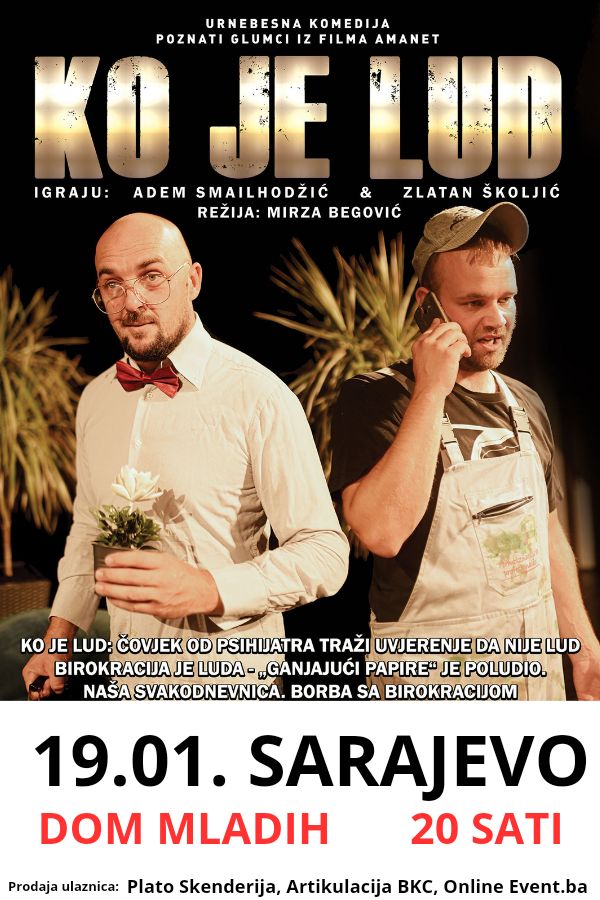 URNEBESNA KOMEDIJA
POZNATI GLUMCI IZ FILMA AMANET
KO JE LUD
IGRAJU: ADEM SMAILHODŽIĆ & ZLATAN ŠKOLJIĆ
REŽIJA: MIRZA BEGOVIĆ
KO JE LUD: ČOVJEK OD PSIHIJATRA TRAŽI UVJERENJE DA NIJE LUD
BIROKRACIJA JE LUDA - „GANJAJUĆI PAPIRE“ JE POLUDIO.
NAŠA SVAKODNEVNICA. BORBA SA BIROKRACIJOM
19.01. SARAJEVO
DOM MLADIH 20 SATI
Prodaja ulaznica: Plato Skenderija, Artikulacija BKC, Online Event.ba